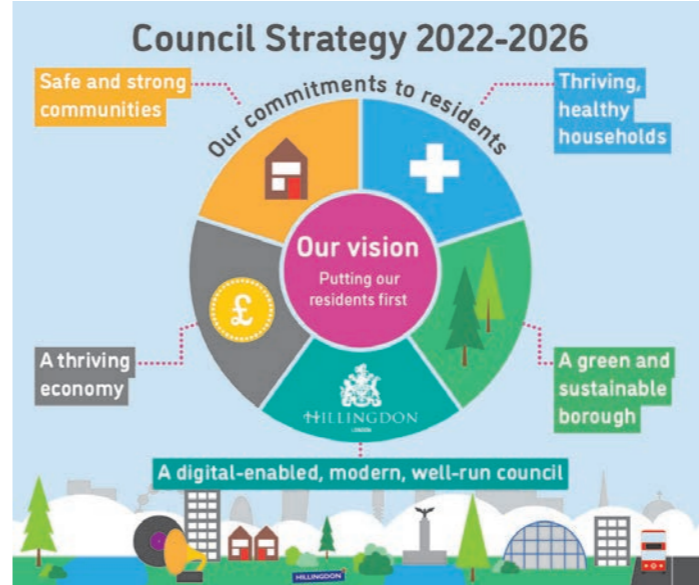 Council Strategy 2022-2026
Safe and strong
communities
Our commitments to residents
Thriving,
healthy
households
Our vision
Putting our
residents first
£
A thriving
economy
HILLINGDON
LONDON
A green and
sustainable
borough
A digital-enabled, modern, well-run council
HILLINGDON